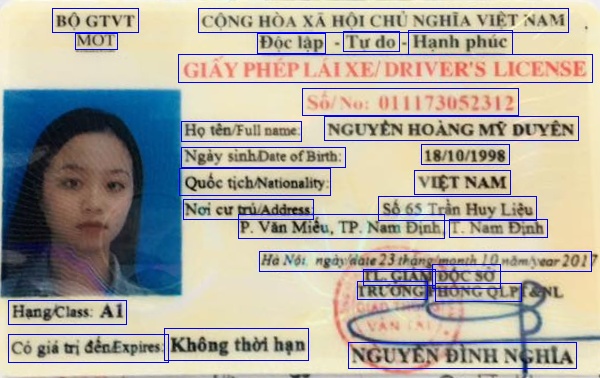 BỘ GTVT
MOT
CỘNG HÒA XÃ HỘI CHỦ NGHĨA VIỆT NAM
Độc lập - Tự do - Hạnh phúc
GIẤY PHÉP LÁI XE/ DRIVER'S LICENSE
Số/No: 011173052312
Họ tên/Full name: NGUYỄN HOÀNG MỸ DUYÊN
Ngày sinh/Date of Birth: 18/10/1998
Quốc tịch/Nationality: VIỆT NAM
Nơi cư trú/Address: Số 65 Trần Huy Liệu
P. Văn Miếu, TP. Nam Định, T. Nam Định
Hà Nội, ngày/date 23 tháng/month 10 năm/year 2017
TL. GIÁM ĐỐC SỞ
TRƯỞNG PHÒNG QLPT&NL
GIAO THÔNG
VẬN TẢI
Hạng/Class: A1
Có giá trị đến/Expires: Không thời hạn
NGUYỄN ĐÌNH NGHĨA